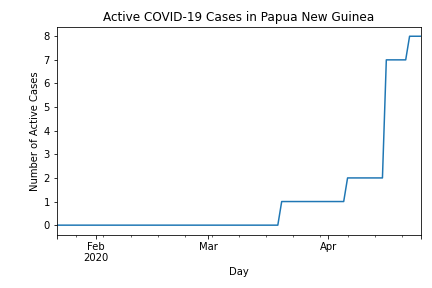 Active COVID-19 Cases in Papua New Guinea
Number of Active Cases
8
7
6
5
4
3
2
1
0
Feb Mar Apr
2020
Day